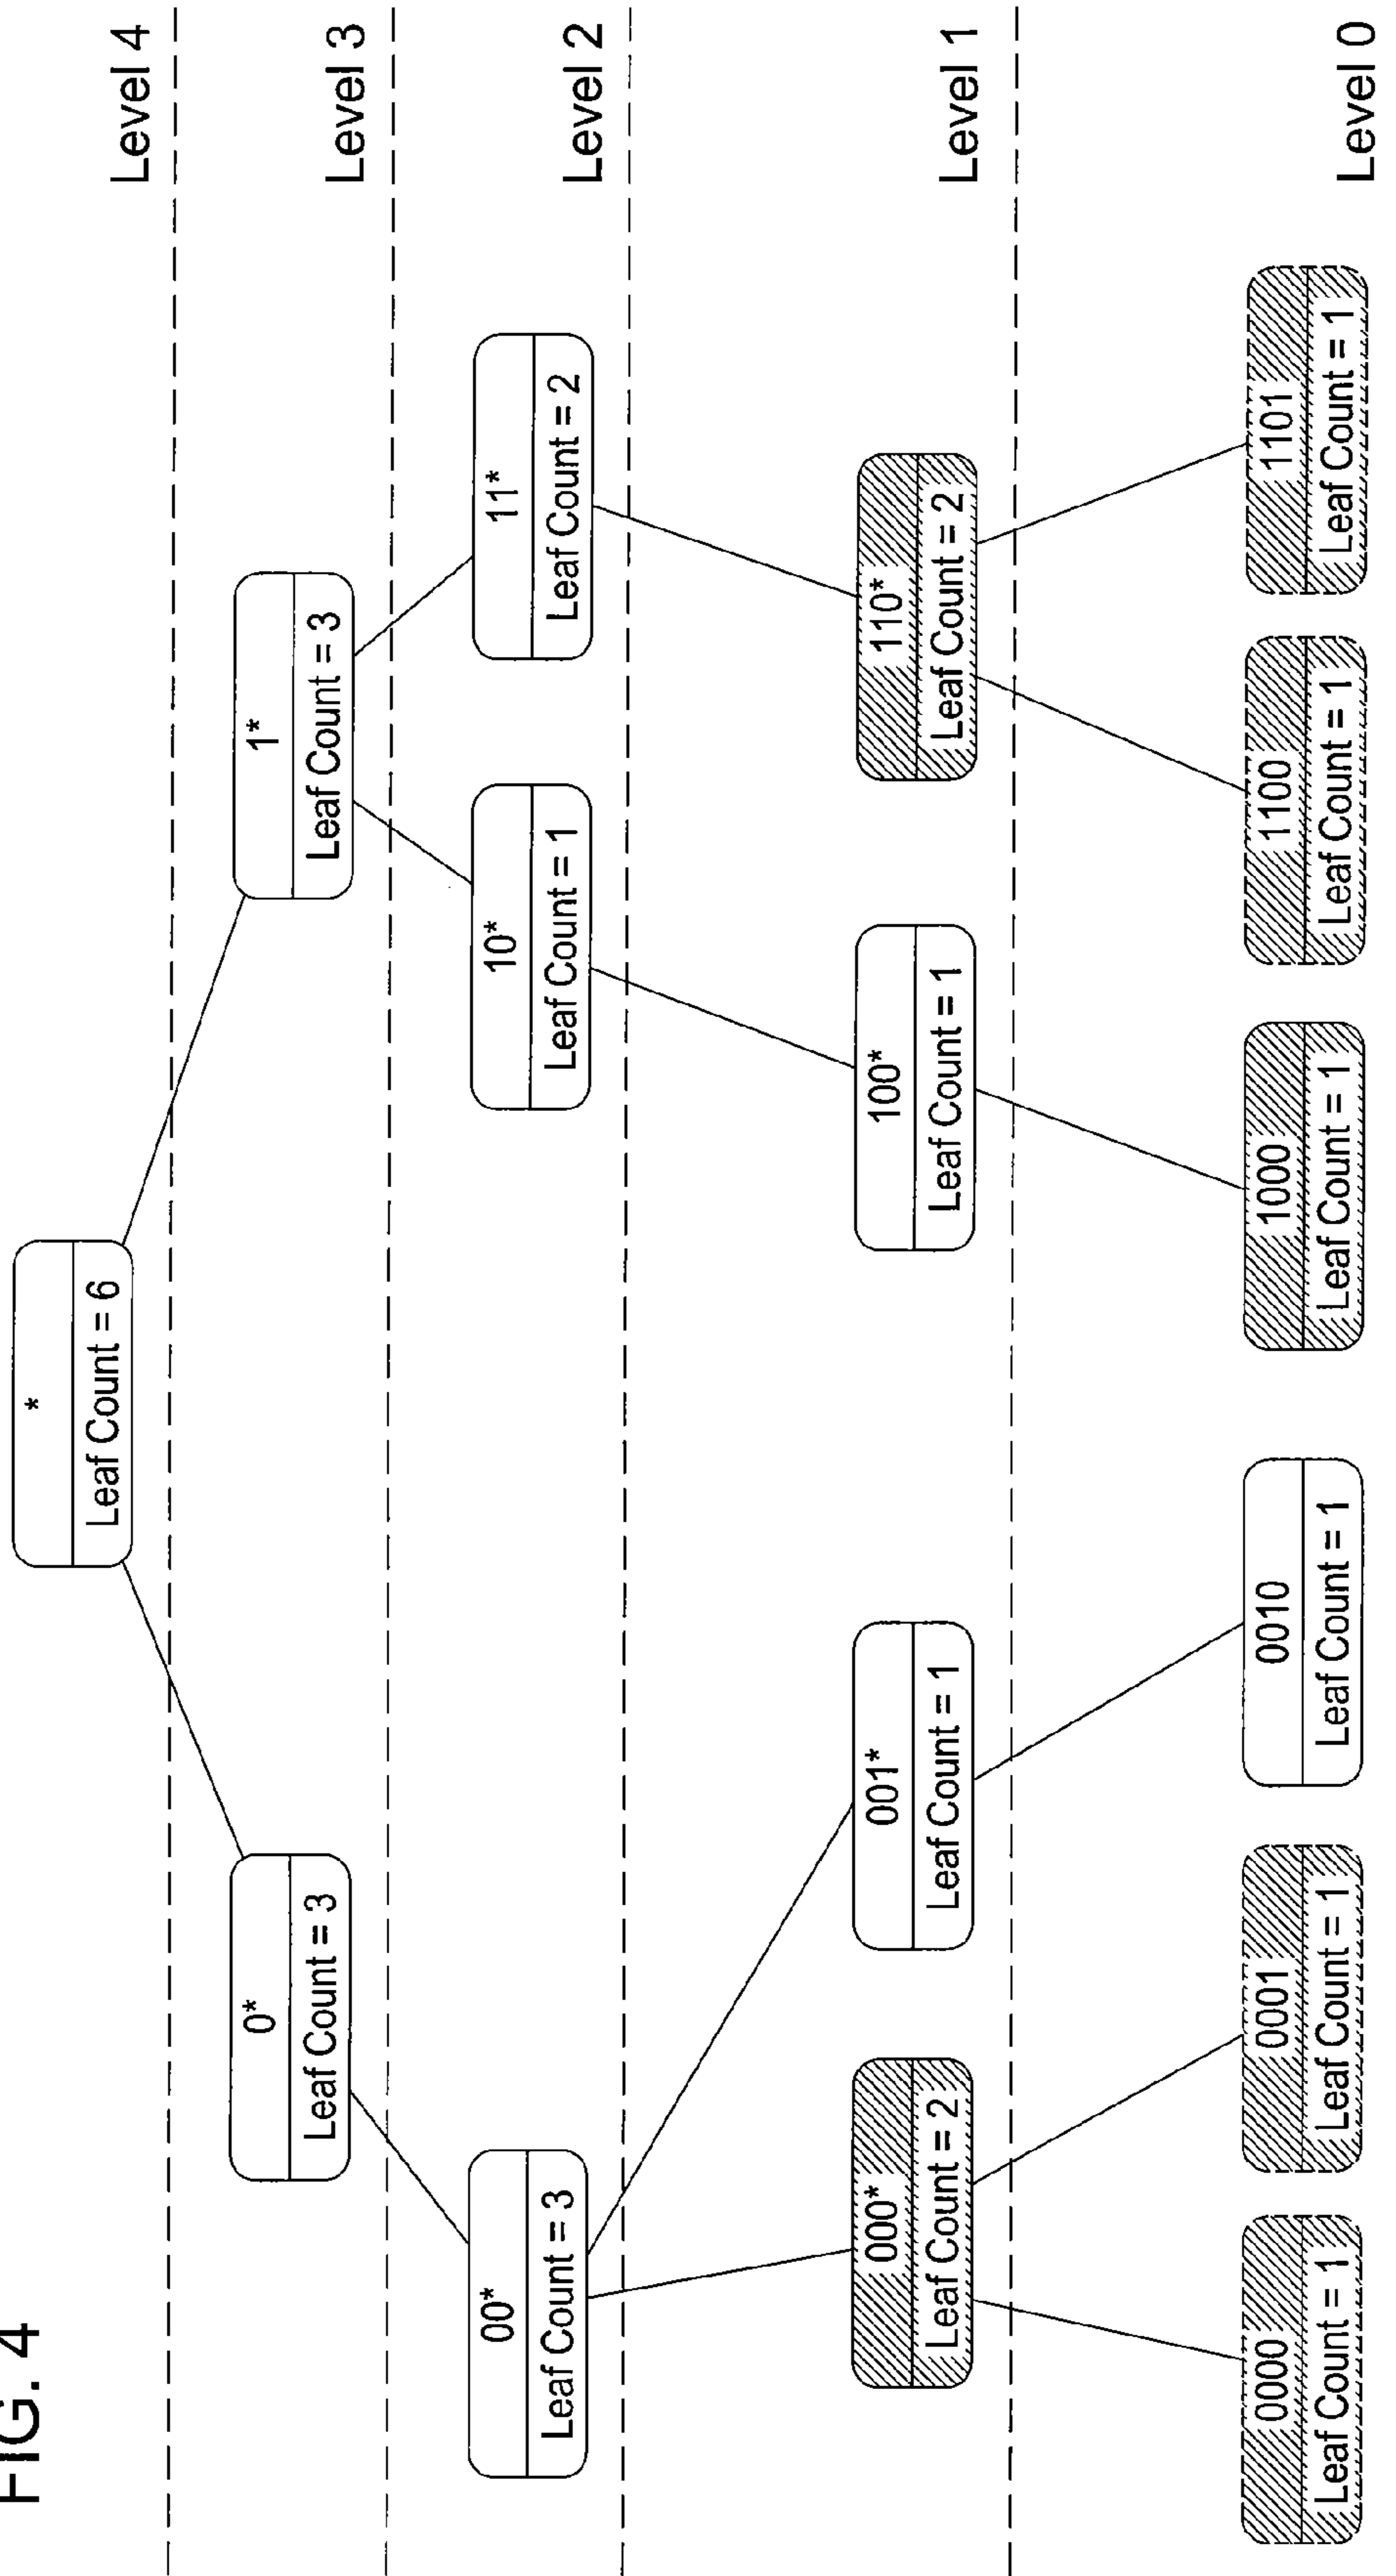 FIG. 4
*
Leaf Count = 6
Level 4
0*
Leaf Count = 3
1*
Leaf Count = 3
Level 3
00*
Leaf Count = 3
10*
Leaf Count = 1
11*
Leaf Count = 2
Level 2
000*
Leaf Count = 2
001*
Leaf Count = 1
100*
Leaf Count = 1
110*
Leaf Count = 2
Level 1
0000
Leaf Count = 1
0001
Leaf Count = 1
0010
Leaf Count = 1
1000
Leaf Count = 1
1100
Leaf Count = 1
1101
Leaf Count = 1
Level 0